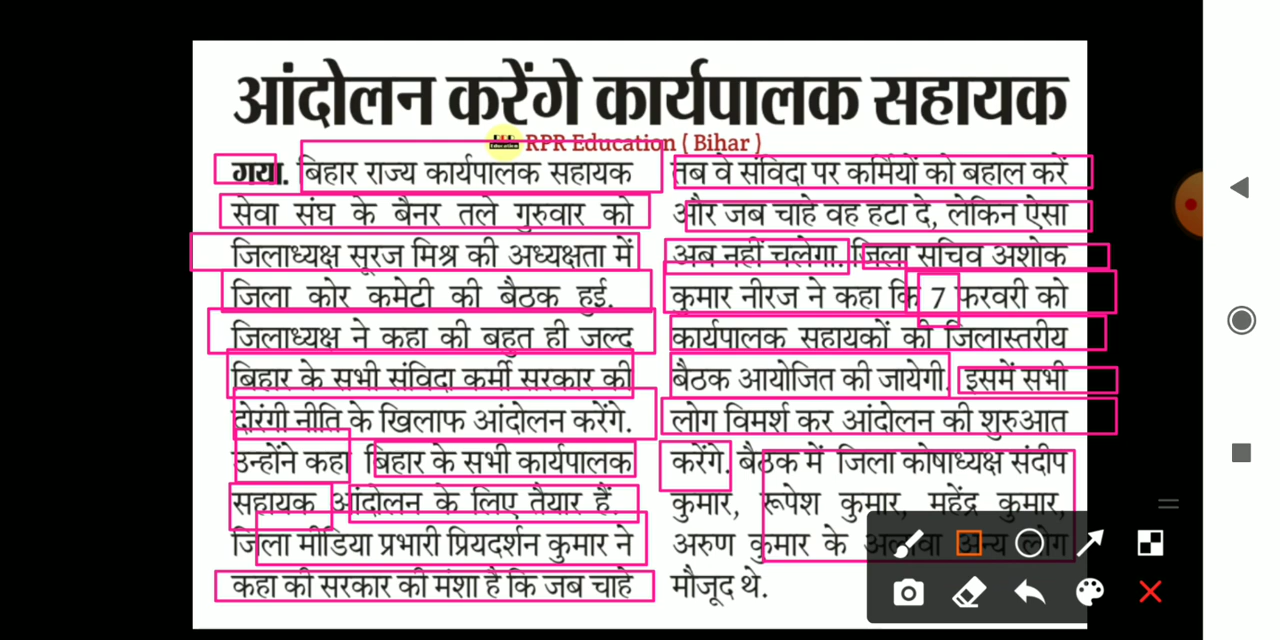 आंदोलन करेंगे कार्यपालक सहायक
RPR Education ( Bihar )
गया. बिहार राज्य कार्यपालक सहायक
सेवा संघ के बैनर तले गुरुवार को
जिलाध्यक्ष सूरज मिश्र की अध्यक्षता में
जिला कोर कमेटी की बैठक हुई.
जिलाध्यक्ष ने कहा की बहुत ही जल्द
बिहार के सभी संविदा कर्मी सरकार की
दोरंगी नीति के खिलाफ आंदोलन करेंगे.
उन्होंने कहा बिहार के सभी कार्यपालक
सहायक आंदोलन के लिए तैयार हैं.
जिला मीडिया प्रभारी प्रियदर्शन कुमार ने
कहा की सरकार की मंशा है कि जब चाहे
तब वे संविदा पर कर्मियों को बहाल करें
और जब चाहे वह हटा दे, लेकिन ऐसा
अब नहीं चलेगा. जिला सचिव अशोक
कुमार नीरज ने कहा कि 7 फरवरी को
कार्यपालक सहायकों की जिलास्तरीय
बैठक आयोजित की जायेगी. इसमें सभी
लोग विमर्श कर आंदोलन की शुरुआत
करेंगे. बैठक में जिला कोषाध्यक्ष संदीप
कुमार, रूपेश कुमार, महेंद्र कुमार,
अरुण कुमार के अलावा अन्य लोग
मौजूद थे.